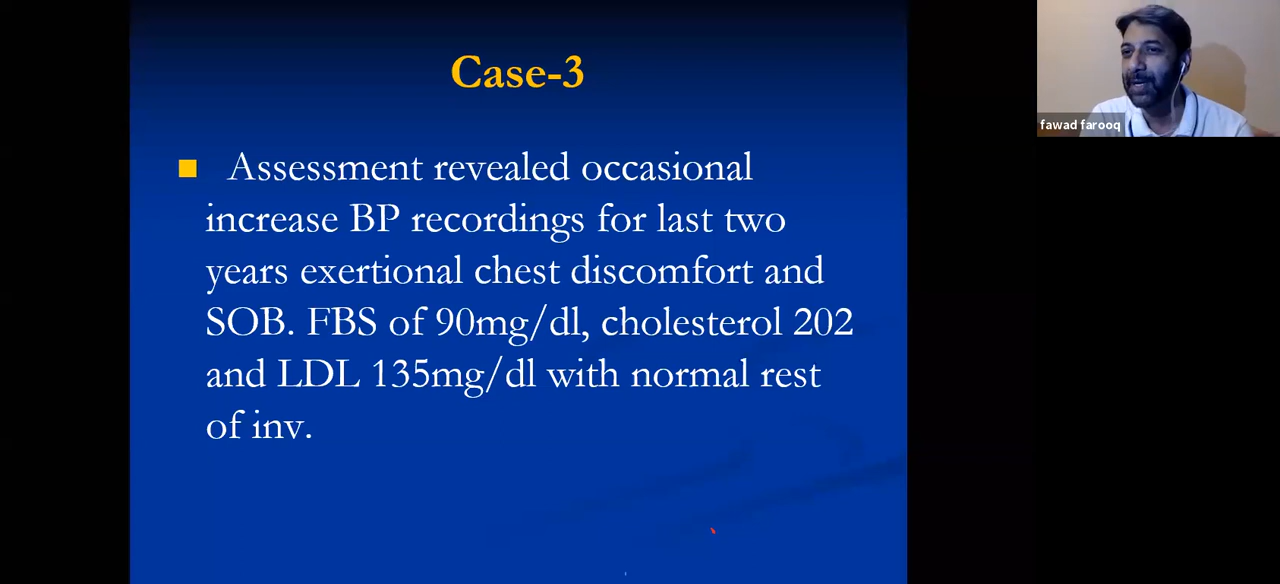 Case-3
Assessment revealed occasional
increase BP recordings for last two
years exertional chest discomfort and
SOB. FBS of 90mg/dl, cholesterol 202
and LDL 135mg/dl with normal rest
of inv.
fawad farooq